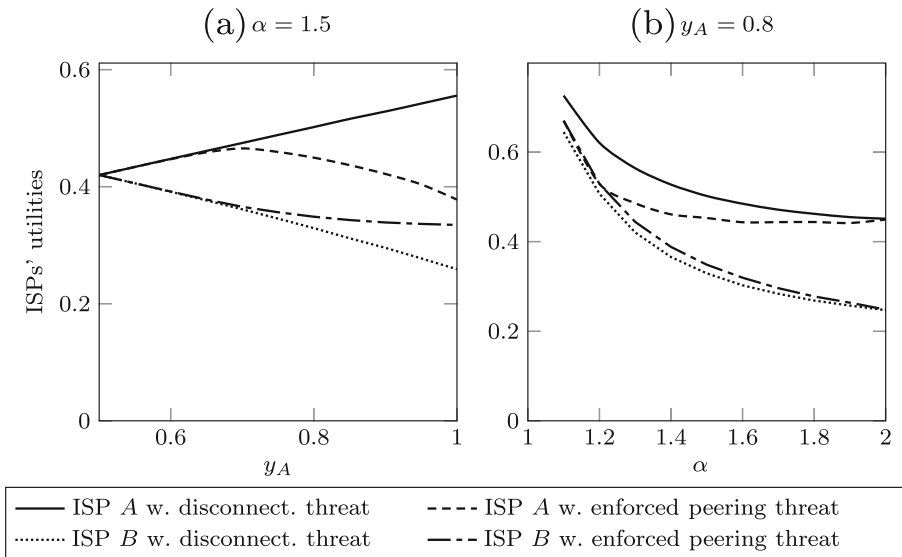 (a) α = 1.5
(b) y_A = 0.8
ISPs' utilities
0.6
0.4
0.2
0
0.6 0.8 1
y_A
0.6
0.4
0.2
0
1 1.2 1.4 1.6 1.8 2
α
ISP A w. disconnect. threat
ISP A w. enforced peering threat
ISP B w. disconnect. threat
ISP B w. enforced peering threat